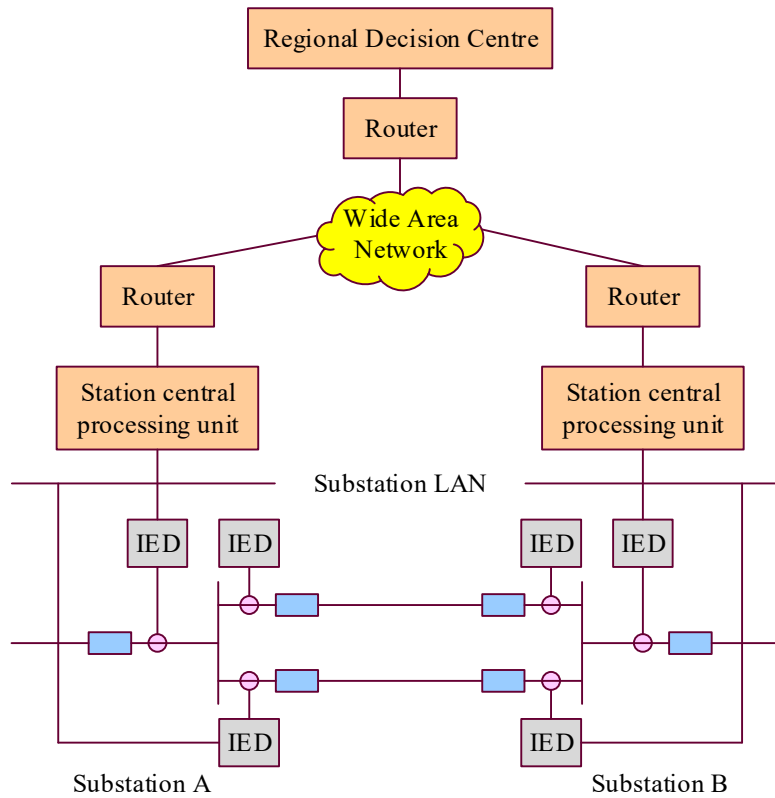 Regional Decision Centre
Router
Wide Area
Network
Router
Router
Station central
processing unit
Station central
processing unit
Substation LAN
IED
IED
IED
IED
IED
IED
Substation A
Substation B